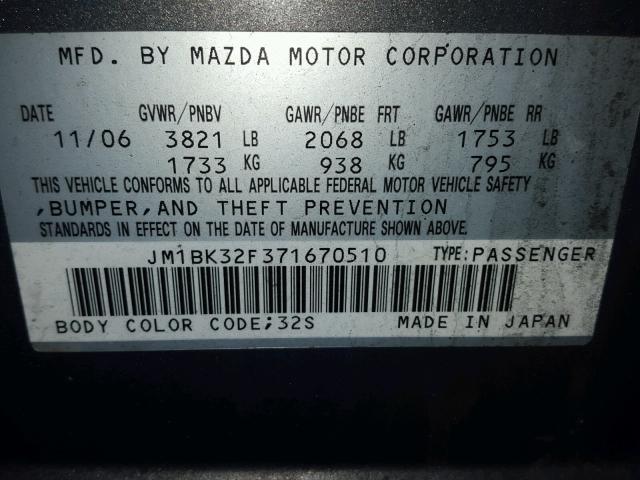 MFD. BY MAZDA MOTOR CORPORATION
DATE GVWR/PNBV GAWR/PNBE FRT GAWR/PNBE RR
11/06 3821 LB 2068 LB 1753 LB
1733 KG 938 KG 795 KG
THIS VEHICLE CONFORMS TO ALL APPLICABLE FEDERAL MOTOR VEHICLE SAFETY
,BUMPER,AND THEFT PREVENTION
STANDARDS IN EFFECT ON THE DATE OF MANUFACTURE SHOWN ABOVE.
JM1BK32F371670510 TYPE:PASSENGER
BODY COLOR CODE;32S MADE IN JAPAN